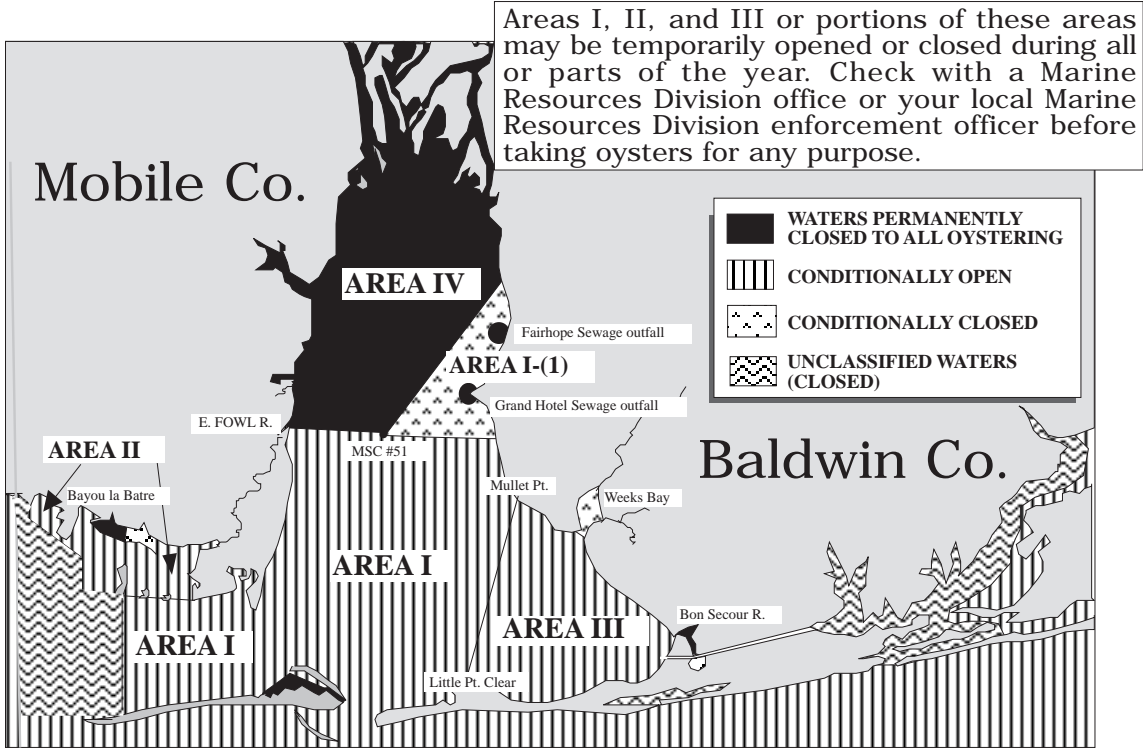 Areas I, II, and III or portions of these areas
may be temporarily opened or closed during all
or parts of the year. Check with a Marine
Resources Division office or your local Marine
Resources Division enforcement officer before
taking oysters for any purpose.
Mobile Co.
WATERS PERMANENTLY
CLOSED TO ALL OYSTERING
CONDITIONALLY OPEN
CONDITIONALLY CLOSED
UNCLASSIFIED WATERS
(CLOSED)
AREA IV
Fairhope Sewage outfall
AREA I-(1)
Grand Hotel Sewage outfall
E. FOWL R.
MSC #51
AREA II
Baldwin Co.
Bayou la Batre
Mullet Pt.
Weeks Bay
AREA I
Bon Secour R.
AREA III
AREA I
Little Pt. Clear